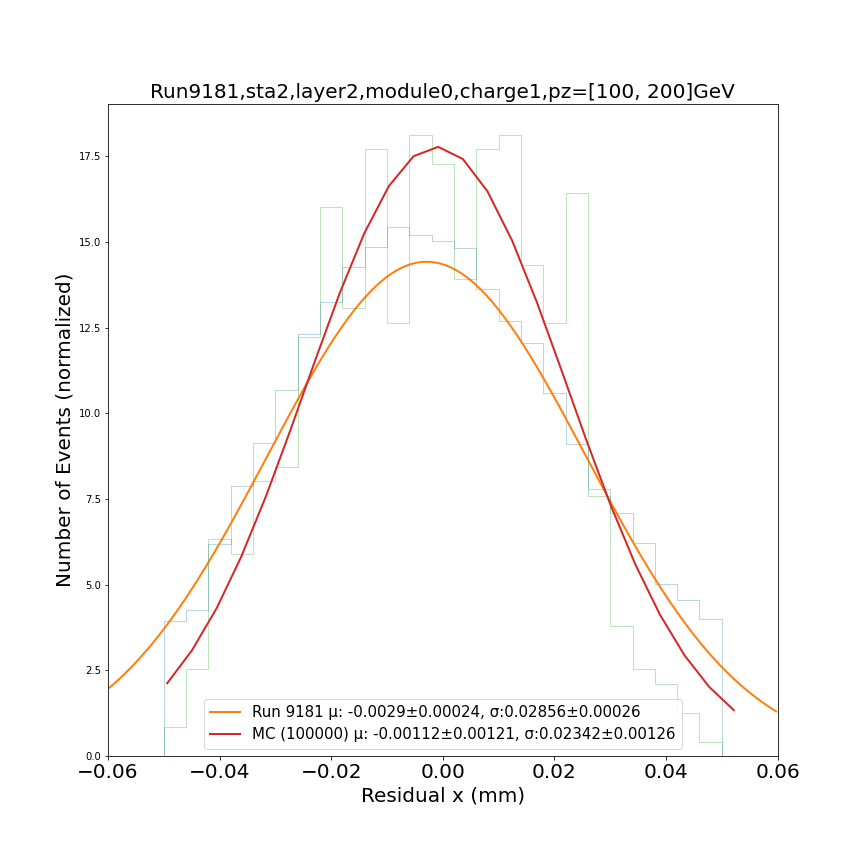 Run9181,sta2,layer2,module0,charge1,pz=[100, 200]GeV
Number of Events (normalized)
17.5
15.0
12.5
10.0
7.5
5.0
2.5
0.0
Run 9181 μ: -0.0029±0.00024, σ:0.02856±0.00026
MC (100000) μ: -0.00112±0.00121, σ:0.02342±0.00126
−0.06 −0.04 −0.02 0.00 0.02 0.04 0.06
Residual x (mm)